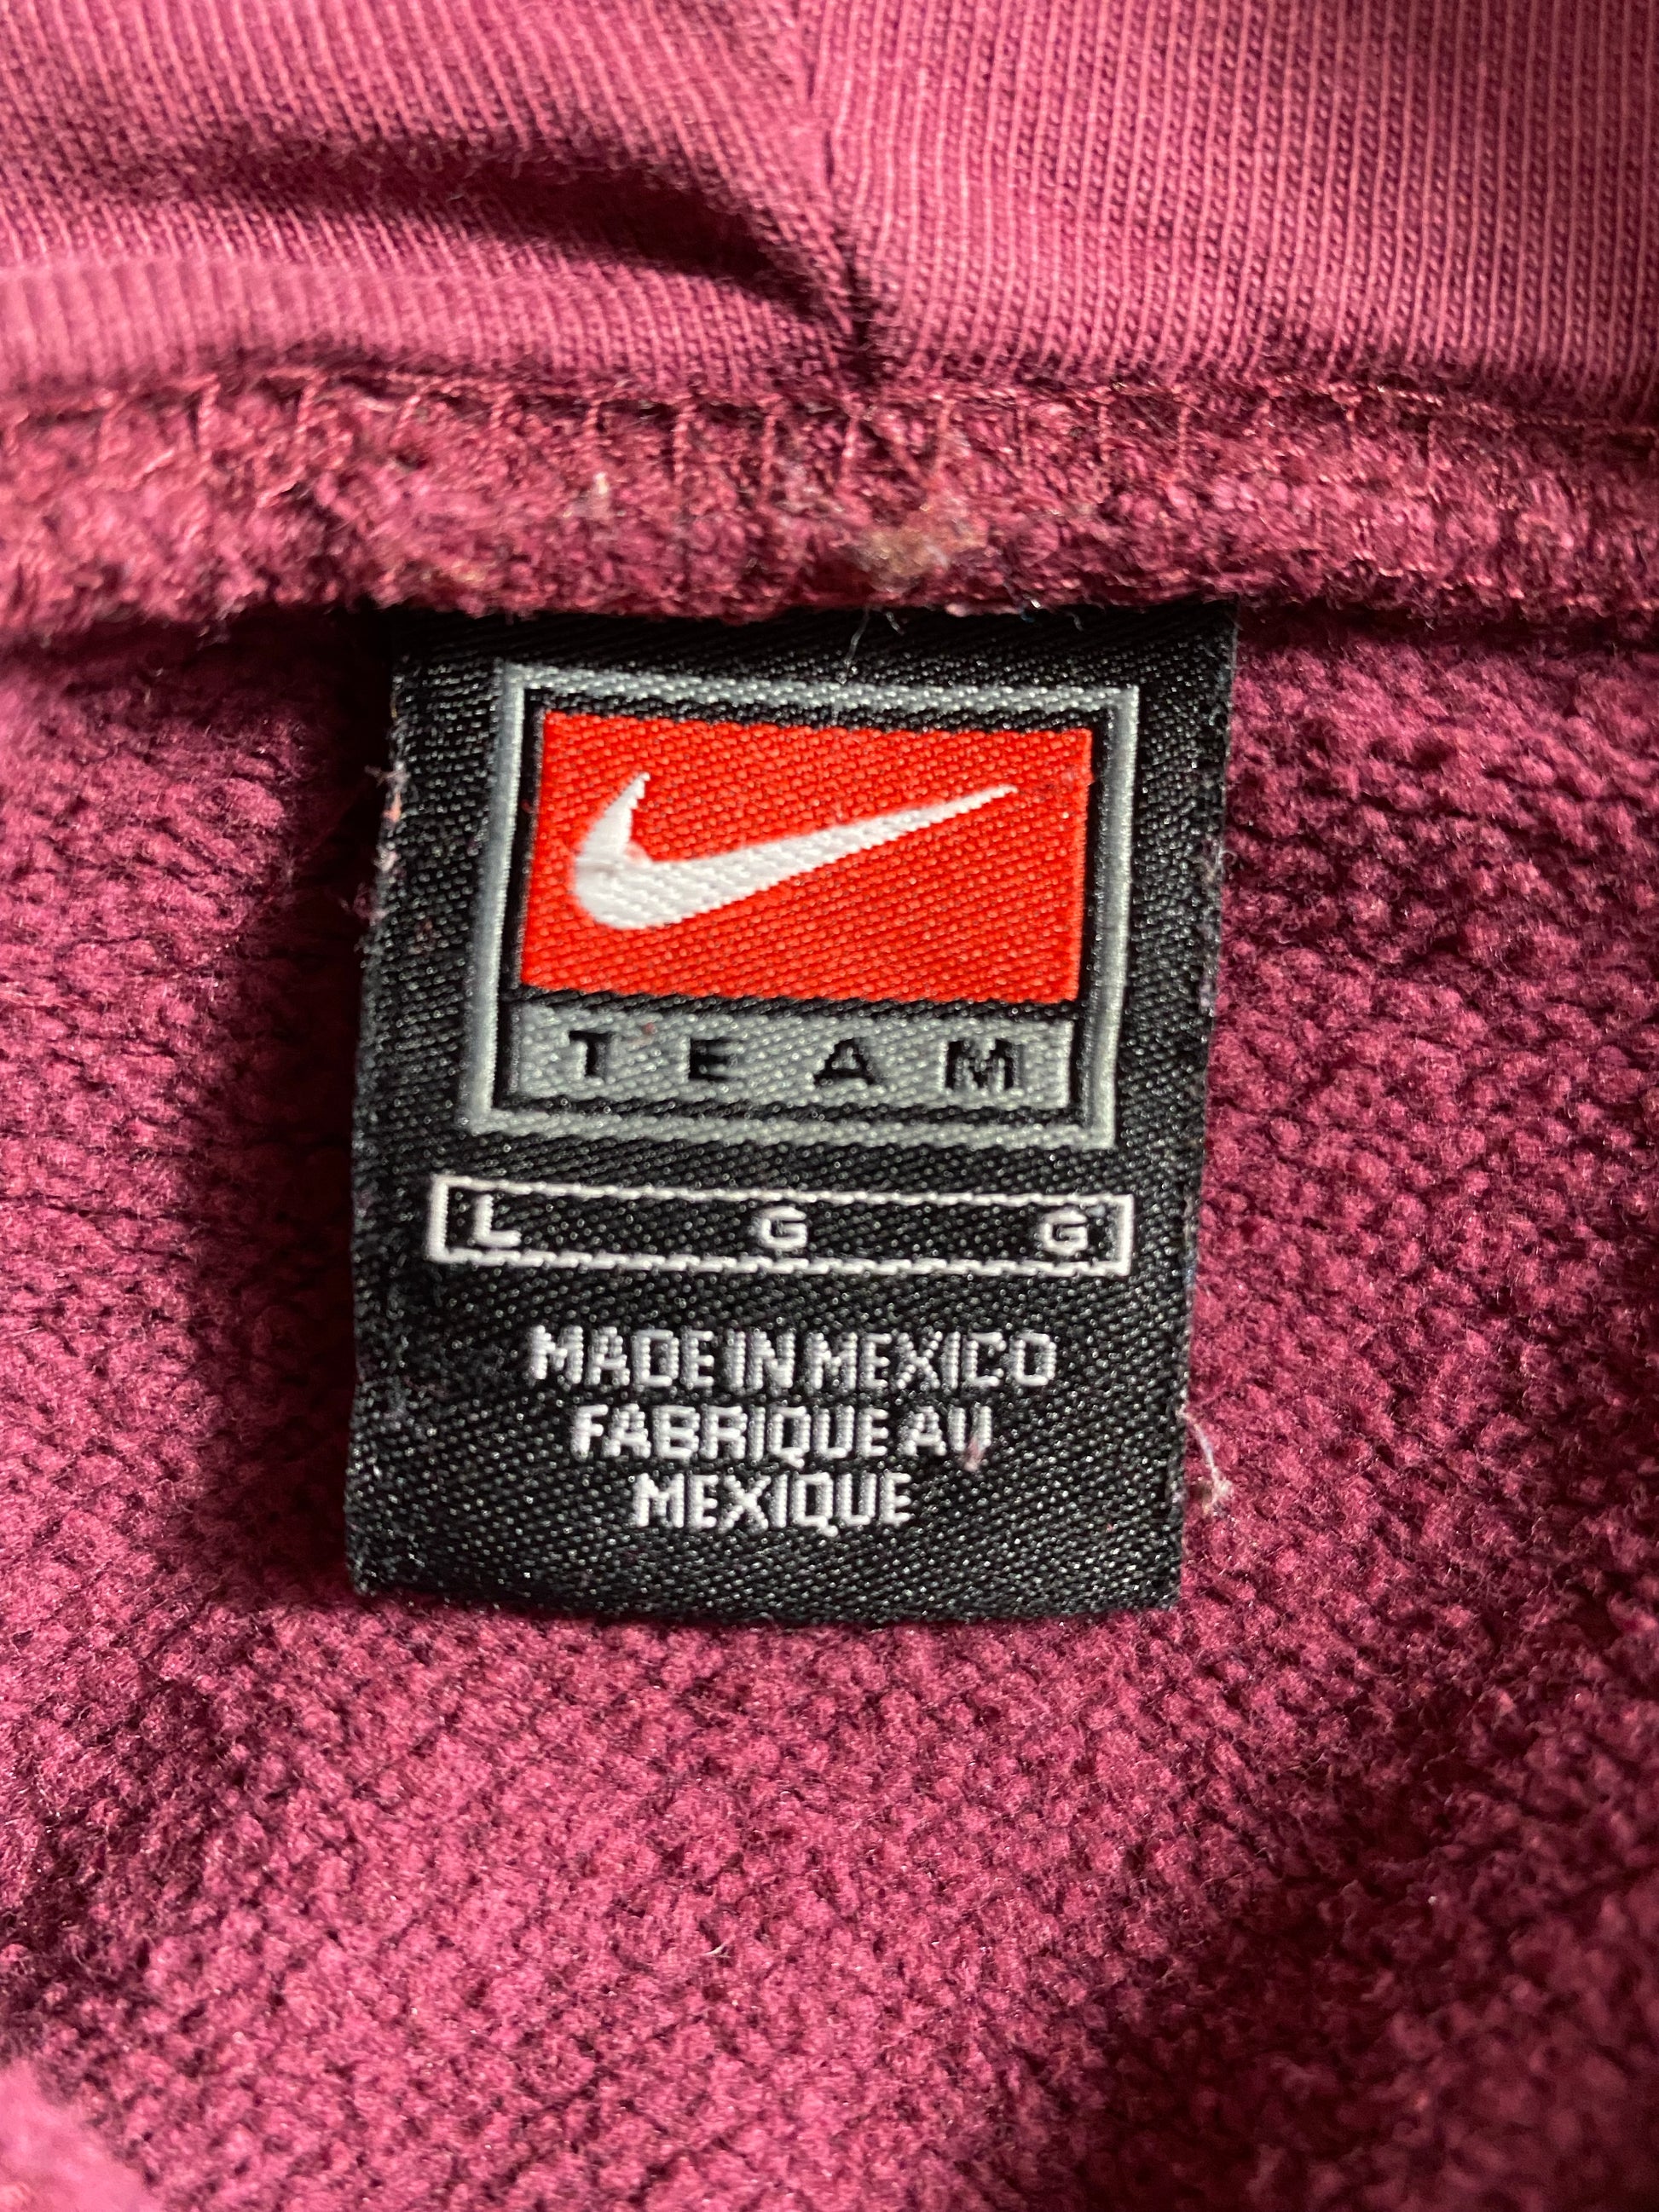 TEAM
L G G
MADE IN MEXICO
FABRIQUE AU
MEXIQUE